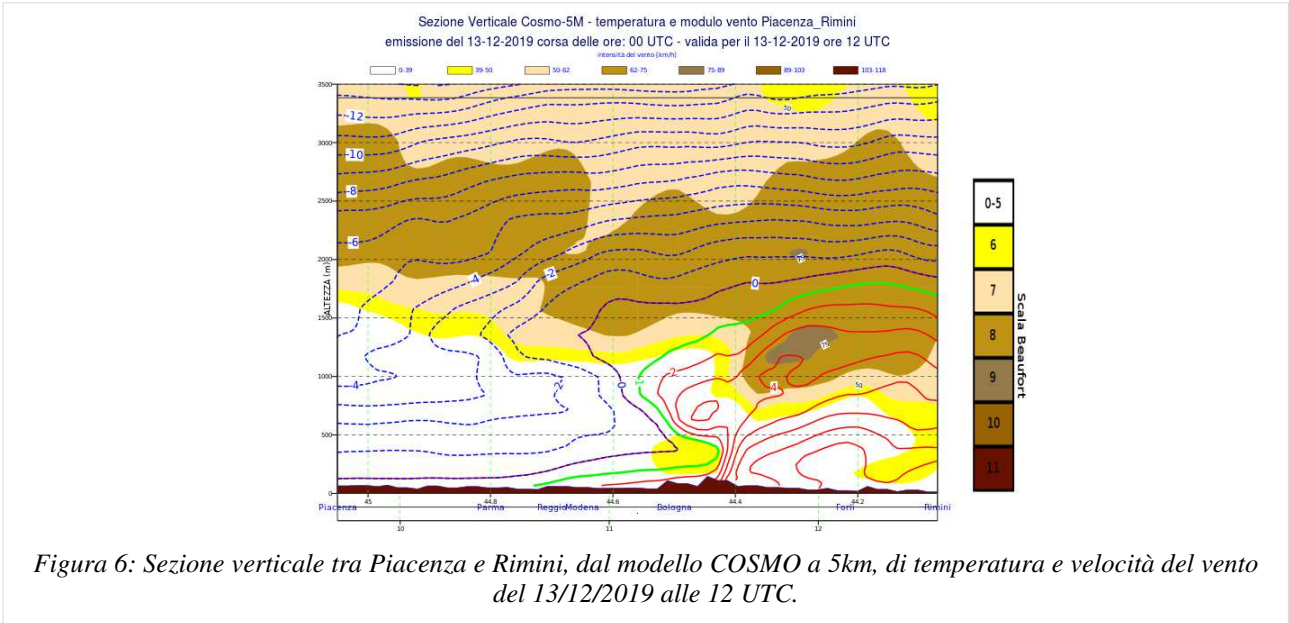 Sezione Verticale Cosmo-5M - temperatura e modulo vento Piacenza_Rimini
emissione del 13-12-2019 corsa delle ore: 00 UTC - valida per il 13-12-2019 ore 12 UTC
intensità del vento (km/h)
0-39 39-50 50-62 62-75 75-89 89-103 103-118
3500
3000
2500
2000
1500
1000
500
0
ALTEZZA (m)
-12
-10
-8
-6
-4
-2
0
50
75
-4
-2
0
1
2
4
75
50
45 44.8 44.6 44.4 44.2
Piacenza Parma Reggio Modena Bologna Forlì Rimini
10 11 12
0-5
6
7
8
9
10
11
Scala Beaufort
Figura 6: Sezione verticale tra Piacenza e Rimini, dal modello COSMO a 5km, di temperatura e velocità del vento
del 13/12/2019 alle 12 UTC.